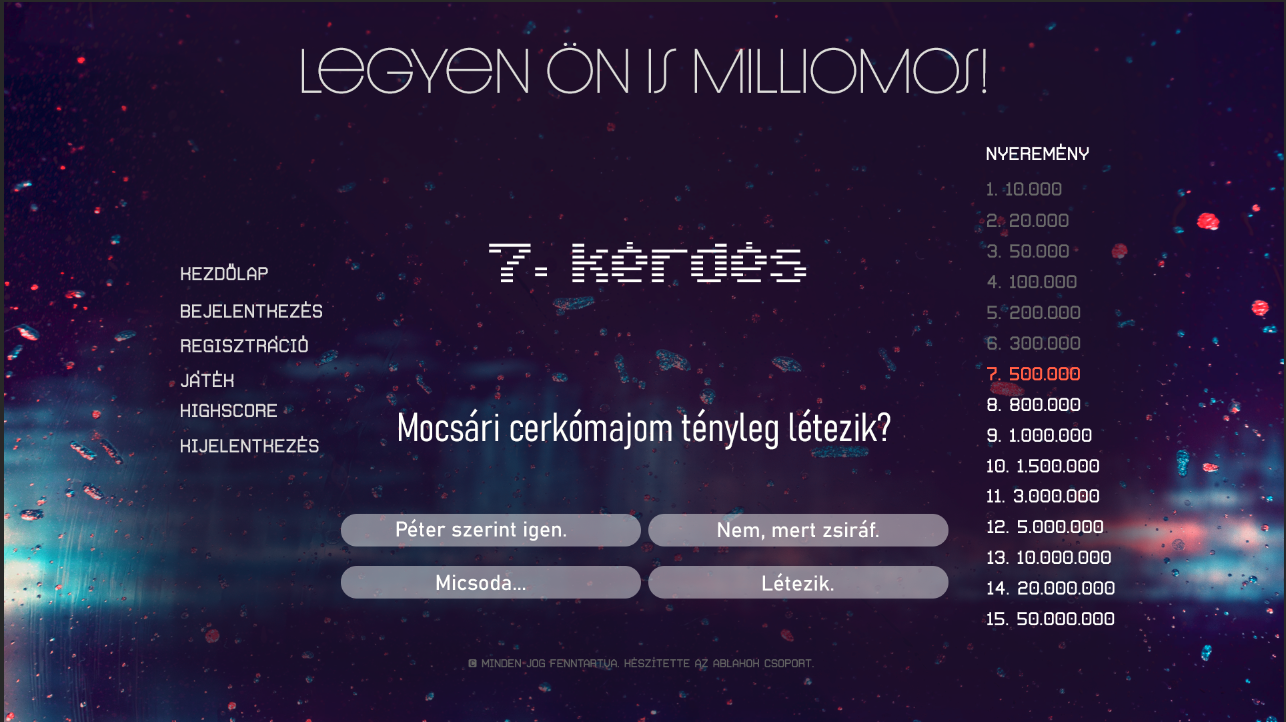 LEGYEN ÖN IS MILLIOMOS!
KEZDŐLAP
BEJELENTKEZÉS
REGISZTRÁCIÓ
JÁTÉK
HIGHSCORE
KIJELENTKEZÉS
7. kérdés
Mocsári cerkómajom tényleg létezik?
Péter szerint igen.
Nem, mert zsiráf.
Micsoda...
Létezik.
NYEREMÉNY
1. 10.000
2. 20.000
3. 50.000
4. 100.000
5. 200.000
6. 300.000
7. 500.000
8. 800.000
9. 1.000.000
10. 1.500.000
11. 3.000.000
12. 5.000.000
13. 10.000.000
14. 20.000.000
15. 50.000.000
© MINDEN-JOG FENNTARTVA. KÉSZÍTETTE AZ ABLAKOK CSOPORT.